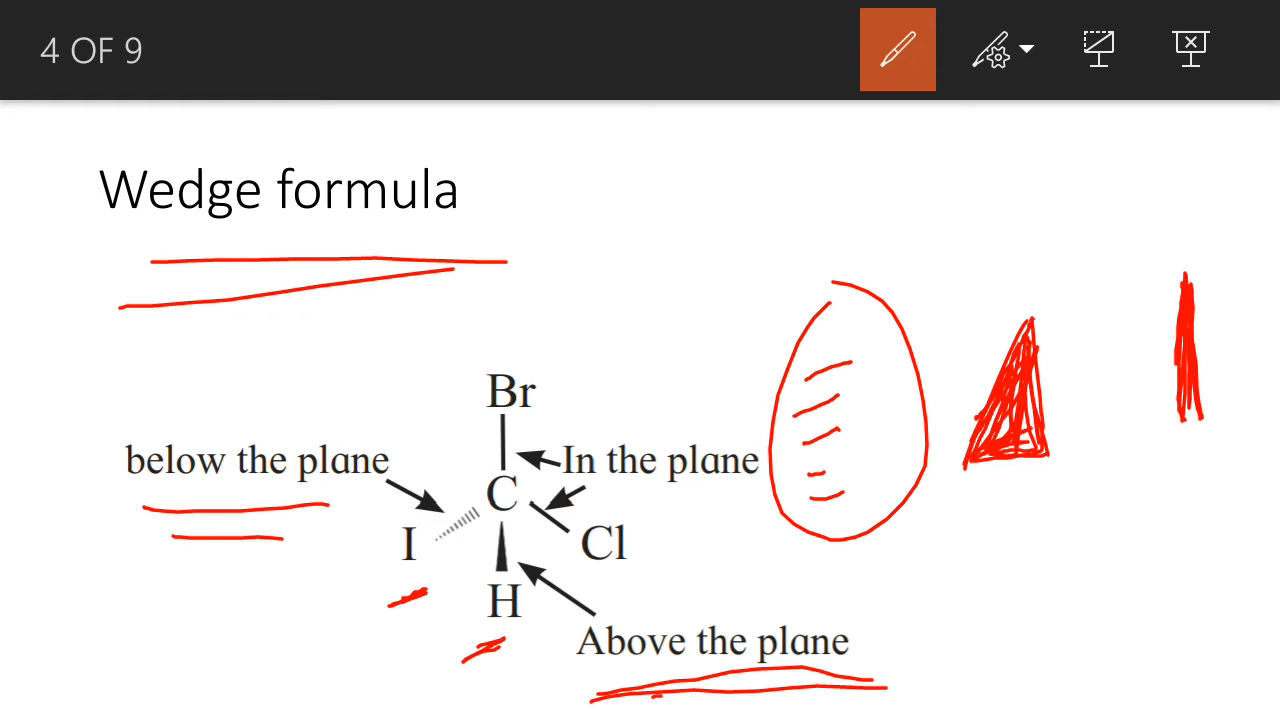 4 OF 9
Wedge formula
Br
below the plane
In the plane
C
I
Cl
H
Above the plane